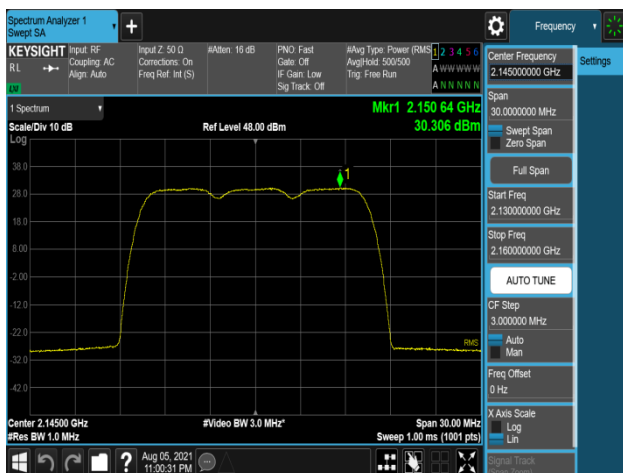 Spectrum Analyzer 1
Swept SA
+
Frequency
KEYSIGHT
RL
LXI
Input: RF
Coupling: AC
Align: Auto
Input Z: 50 Ω
Corrections: On
Freq Ref: Int (S)
#Atten: 16 dB
PNO: Fast
Gate: Off
IF Gain: Low
Sig Track: Off
#Avg Type: Power (RMS
Avg|Hold: 500/500
Trig: Free Run
1 2 3 4 5 6
A W W W W W
A N N N N N
Center Frequency
2.145000000 GHz
Settings
1 Spectrum
Mkr1 2.150 64 GHz
Scale/Div 10 dB
Ref Level 48.00 dBm
30.306 dBm
Log
38.0
28.0
18.0
8.00
-2.00
-12.0
-22.0
-32.0
-42.0
1
RMS
Center 2.14500 GHz
#Video BW 3.0 MHz*
Span 30.00 MHz
#Res BW 1.0 MHz
Sweep 1.00 ms (1001 pts)
Span
30.0000000 MHz
Swept Span
Zero Span
Full Span
Start Freq
2.130000000 GHz
Stop Freq
2.160000000 GHz
AUTO TUNE
CF Step
3.000000 MHz
Auto
Man
Freq Offset
0 Hz
X Axis Scale
Log
Lin
Signal Track
(Span Zoom)
?
Aug 05, 2021
11:00:31 PM